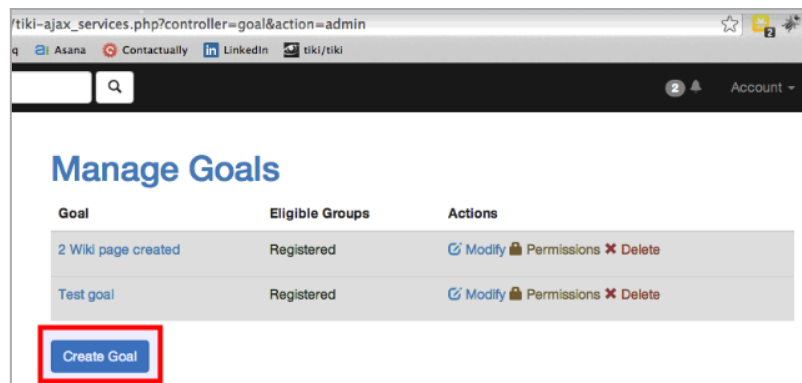 /tiki-ajax_services.php?controller=goal&action=admin
q Asana Contactually LinkedIn tiki/tiki
2 Account
Manage Goals
Goal Eligible Groups Actions
2 Wiki page created Registered Modify Permissions Delete
Test goal Registered Modify Permissions Delete
Create Goal